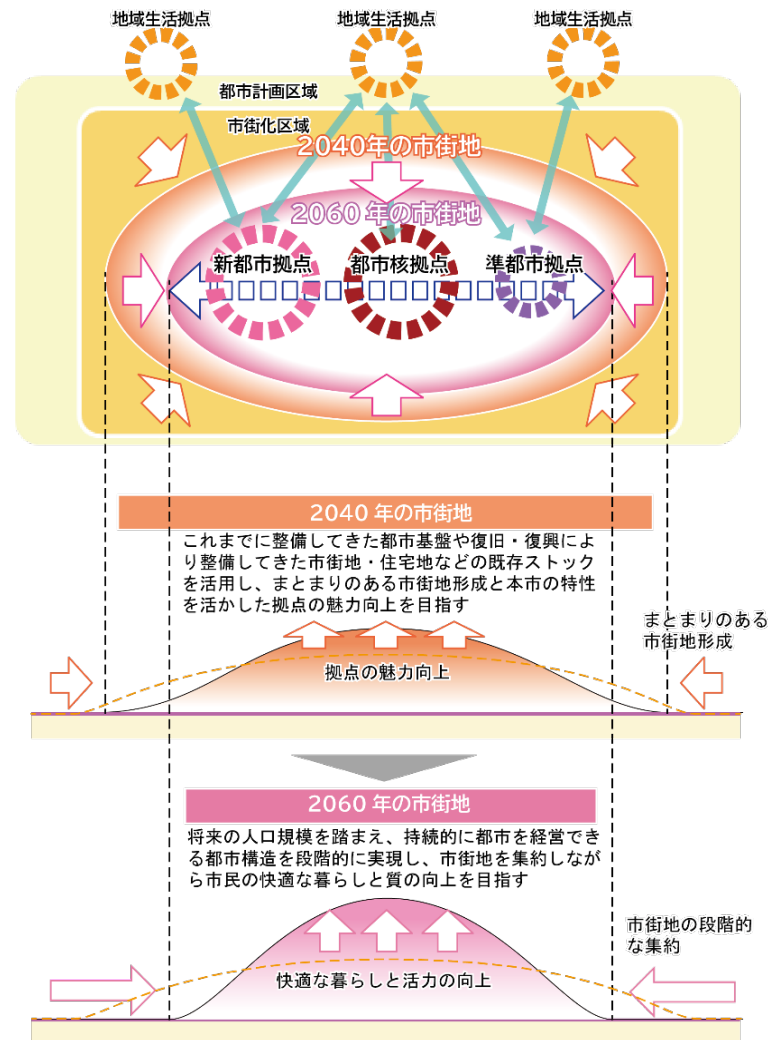 地域生活拠点
地域生活拠点
地域生活拠点
都市計画区域
市街化区域
2040年の市街地
2060年の市街地
新都市拠点
都市核拠点
準都市拠点
2040年の市街地
これまでに整備してきた都市基盤や復旧・復興によ
り整備してきた市街地・住宅地などの既存ストック
を活用し、まとまりのある市街地形成と本市の特性
を活かした拠点の魅力向上を目指す
まとまりのある
市街地形成
拠点の魅力向上
2060年の市街地
将来の人口規模を踏まえ、持続的に都市を経営でき
る都市構造を段階的に実現し、市街地を集約しなが
ら市民の快適な暮らしと質の向上を目指す
市街地の段階的
な集約
快適な暮らしと活力の向上